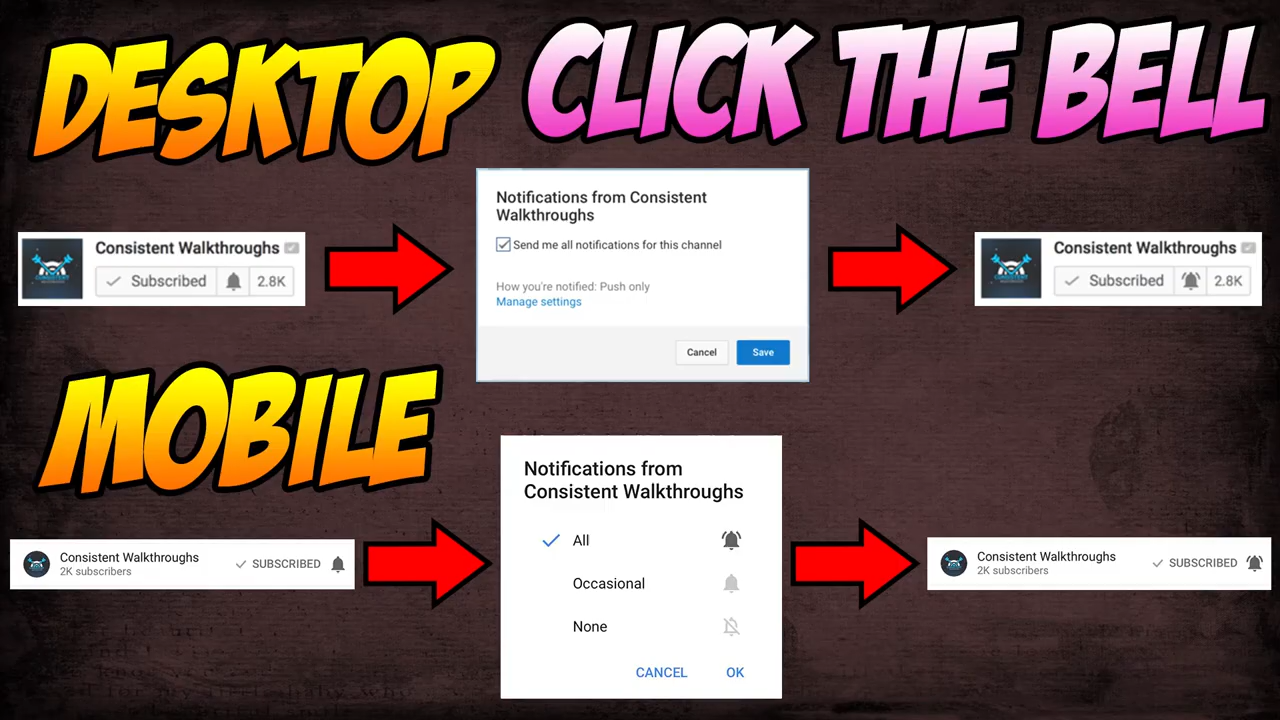 DESKTOP CLICK THE BELL
Consistent Walkthroughs
Subscribed 2.8K
Notifications from Consistent
Walkthroughs
Send me all notifications for this channel
How you're notified: Push only
Manage settings
Cancel Save
Consistent Walkthroughs
Subscribed 2.8K
MOBILE
Consistent Walkthroughs
2K subscribers
SUBSCRIBED
Notifications from
Consistent Walkthroughs
All
Occasional
None
CANCEL OK
Consistent Walkthroughs
2K subscribers
SUBSCRIBED